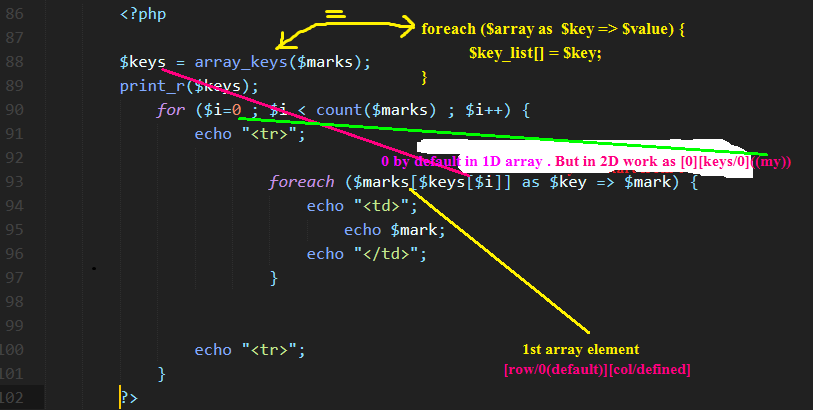 86 <?php
foreach ($array as $key => $value) {
87
$key_list[] = $key;
88 $keys = array_keys($marks);
}
89 print_r($keys);
90 for ($i=0 ; $i < count($marks) ; $i++) {
91 echo "<tr>";
92
0 by default in 1D array . But in 2D work as [0][keys/0]((my))
93 foreach ($marks[$keys[$i]] as $key => $mark) {
94 echo "<td>";
95 echo $mark;
96 echo "</td>";
97 }
98
99
1st array element
100 echo "<tr>";
[row/0(default)][col/defined]
101 }
102 ?>